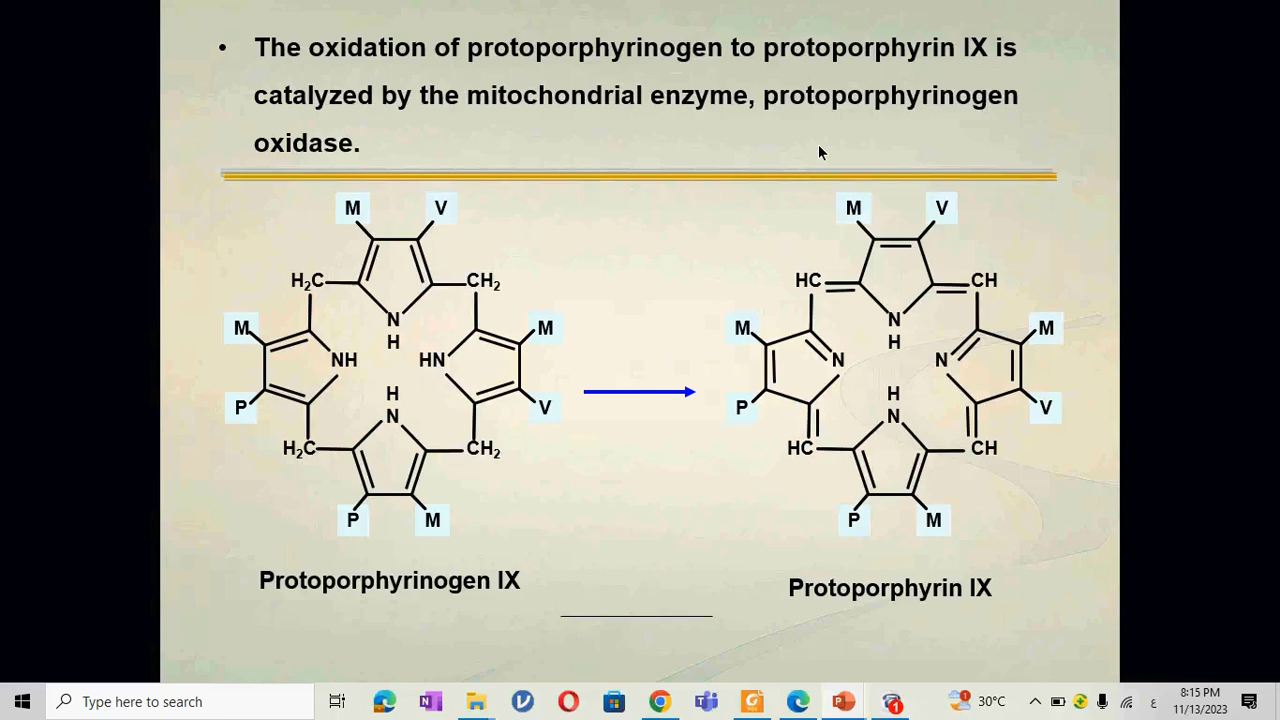 • The oxidation of protoporphyrinogen to protoporphyrin IX is
catalyzed by the mitochondrial enzyme, protoporphyrinogen
oxidase.
M V
H₂C CH₂
N
H
M M
NH HN
P V
H
N
H₂C CH₂
P M
Protoporphyrinogen IX
M V
HC CH
N
H
M M
N N
P V
H
N
HC CH
P M
Protoporphyrin IX
Type here to search
30°C
ع
8:15 PM
11/13/2023